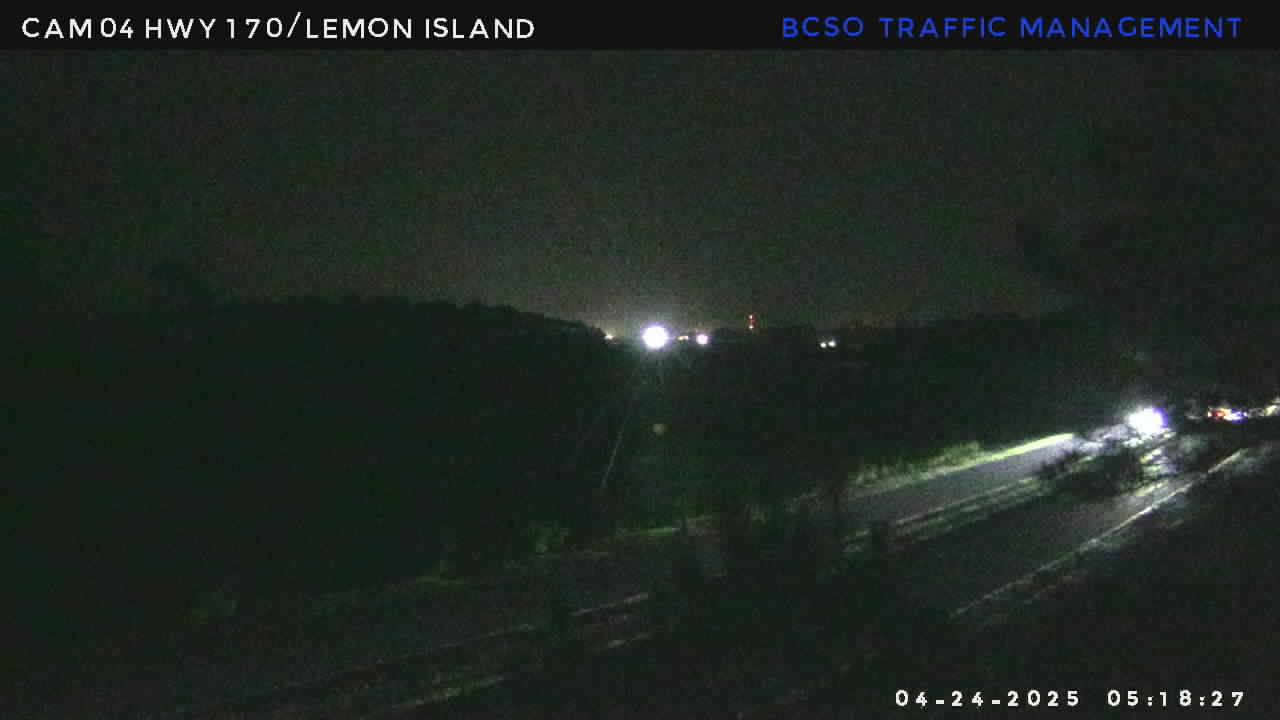 CAM04 HWY 170/LEMON ISLAND
BCSO TRAFFIC MANAGEMENT
04-24-2025 05:18:27